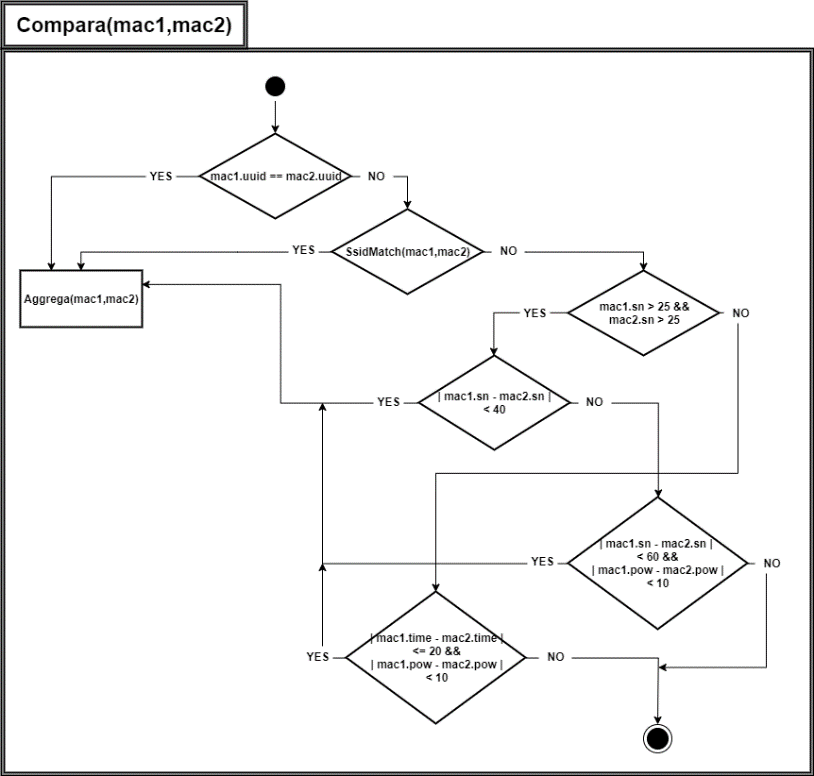 Compara(mac1,mac2)
YES
mac1.uuid == mac2.uuid
NO
YES
SsidMatch(mac1,mac2)
NO
Aggrega(mac1,mac2)
mac1.sn > 25 &&
mac2.sn > 25
YES
NO
| mac1.sn - mac2.sn |
< 40
YES
NO
| mac1.sn - mac2.sn |
< 60 &&
| mac1.pow - mac2.pow |
< 10
YES
NO
| mac1.time - mac2.time |
<= 20 &&
| mac1.pow - mac2.pow |
< 10
YES
NO